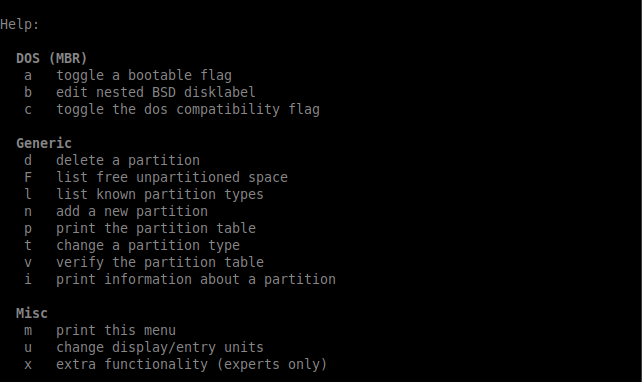 Help:
DOS (MBR)
a toggle a bootable flag
b edit nested BSD disklabel
c toggle the dos compatibility flag
Generic
d delete a partition
F list free unpartitioned space
l list known partition types
n add a new partition
p print the partition table
t change a partition type
v verify the partition table
i print information about a partition
Misc
m print this menu
u change display/entry units
x extra functionality (experts only)